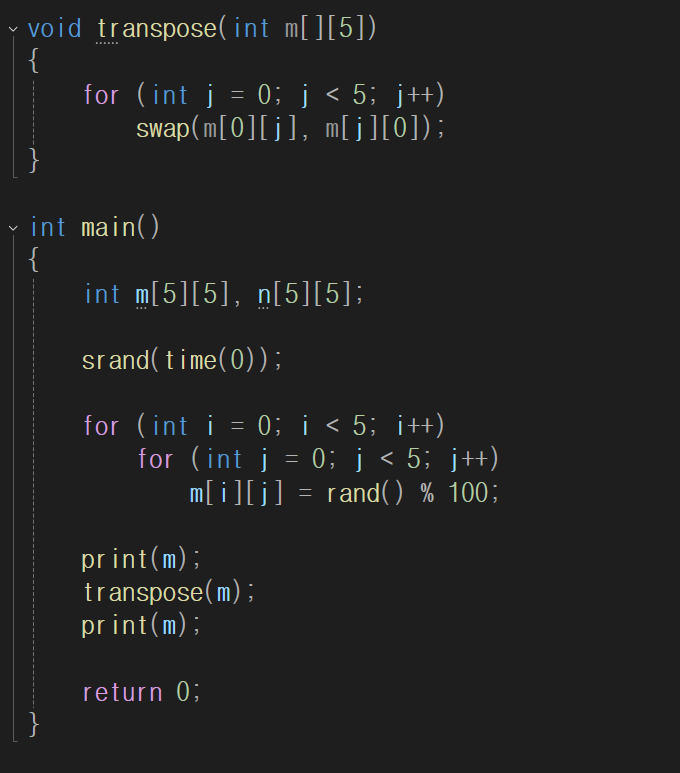 void transpose(int m[][5])
{
for (int j = 0; j < 5; j++)
swap(m[0][j], m[j][0]);
}
int main()
{
int m[5][5], n[5][5];
srand(time(0));
for (int i = 0; i < 5; i++)
for (int j = 0; j < 5; j++)
m[i][j] = rand() % 100;
print(m);
transpose(m);
print(m);
return 0;
}